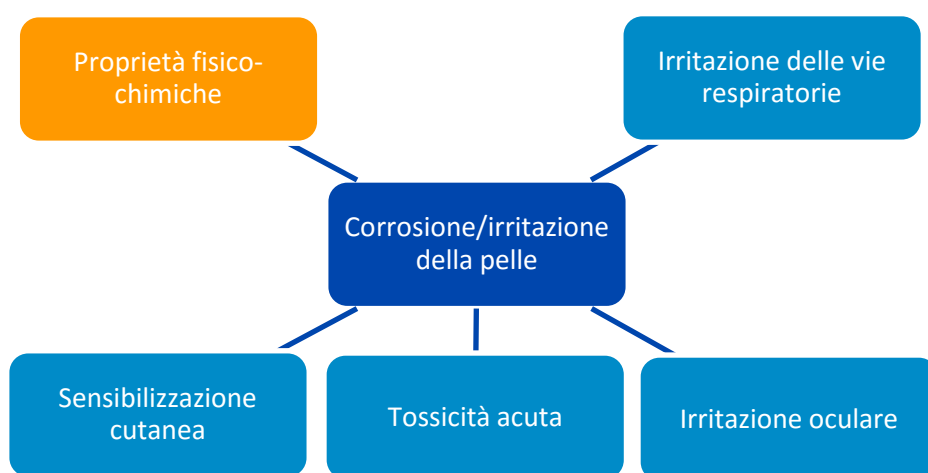 Proprietà fisico-
chimiche
Irritazione delle vie
respiratorie
Corrosione/irritazione
della pelle
Sensibilizzazione
cutanea
Tossicità acuta
Irritazione oculare